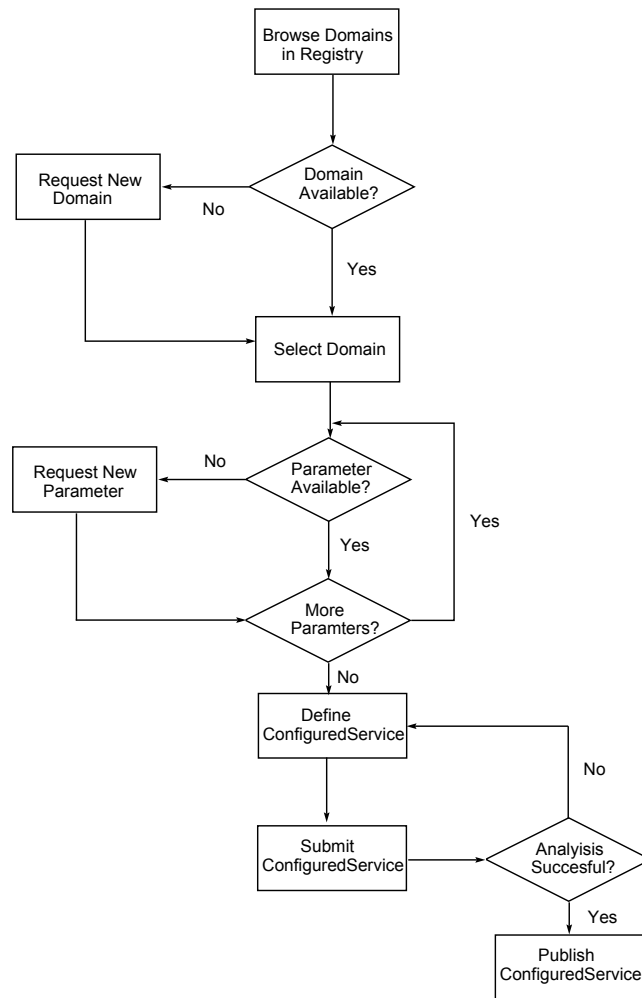 Browse Domains
in Registry
Domain
Available?
Request New
Domain
No
Yes
Select Domain
Parameter
Available?
No
Request New
Parameter
Yes
Yes
More
Paramters?
No
Define
ConfiguredService
No
Submit
ConfiguredService
Analyisis
Succesful?
Yes
Publish
ConfiguredService